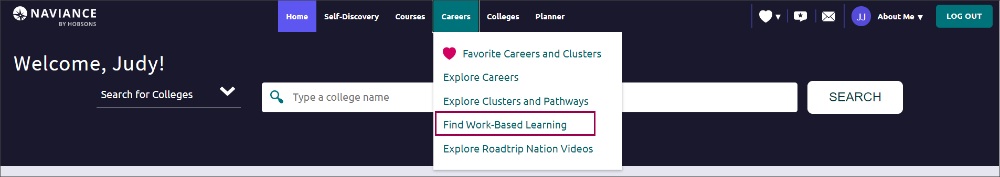 NAVIANCE
BY HOBSONS
Home Self-Discovery Courses Careers Colleges Planner
JJ About Me LOG OUT
Welcome, Judy!
Search for Colleges
Type a college name
SEARCH
Favorite Careers and Clusters
Explore Careers
Explore Clusters and Pathways
Find Work-Based Learning
Explore Roadtrip Nation Videos